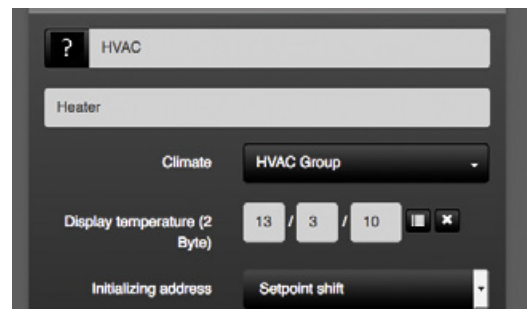 ? HVAC
Heater
Climate HVAC Group
Display temperature (2 13 / 3 / 10
Byte)
Initializing address Setpoint shift